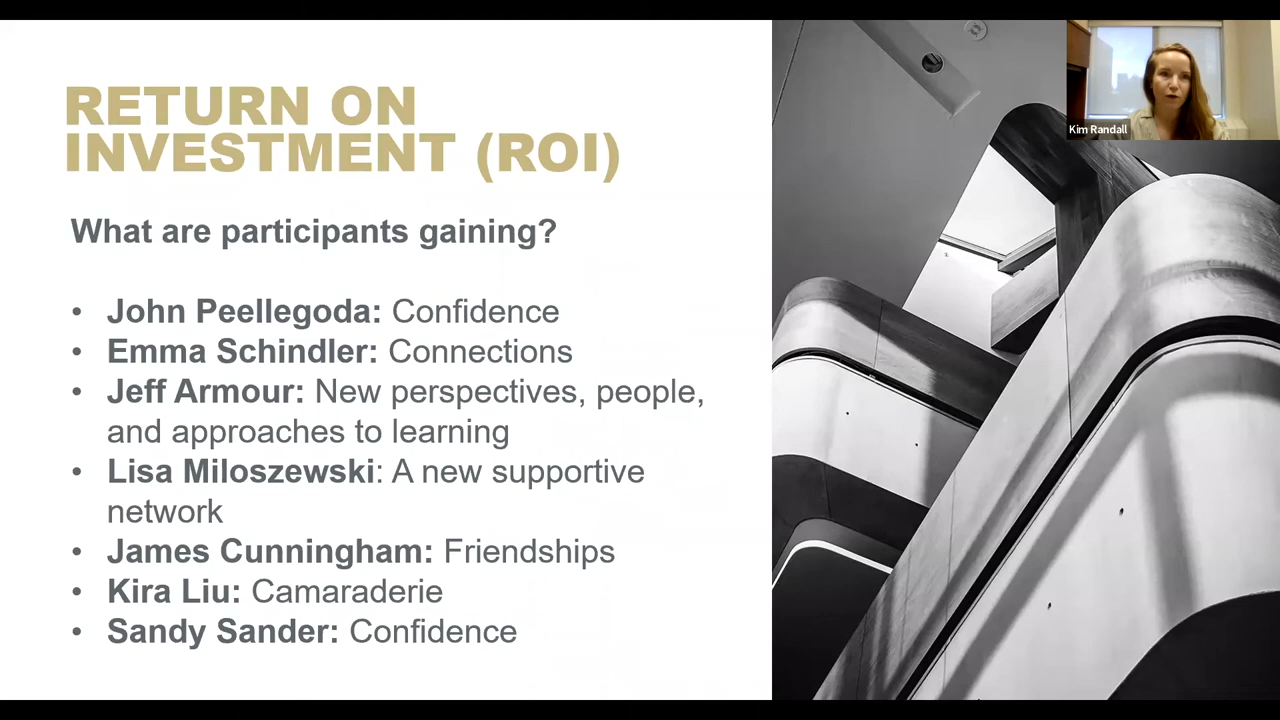 RETURN ON
INVESTMENT (ROI)
What are participants gaining?
• John Peellegoda: Confidence
• Emma Schindler: Connections
• Jeff Armour: New perspectives, people,
and approaches to learning
• Lisa Miloszewski: A new supportive
network
• James Cunningham: Friendships
• Kira Liu: Camaraderie
• Sandy Sander: Confidence
Kim Randall